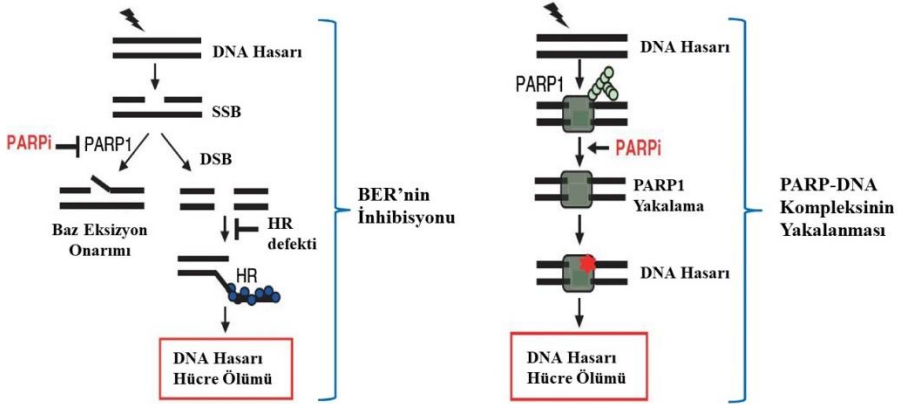 DNA Hasarı
SSB
PARPi
PARP1
DSB
Baz Eksizyon
Onarımı
HR
defekti
HR
DNA Hasarı
Hücre Ölümü
BER’nin
İnhibisyonu
DNA Hasarı
PARP1
PARPi
PARP1
Yakalama
DNA Hasarı
DNA Hasarı
Hücre Ölümü
PARP-DNA
Kompleksinin
Yakalanması